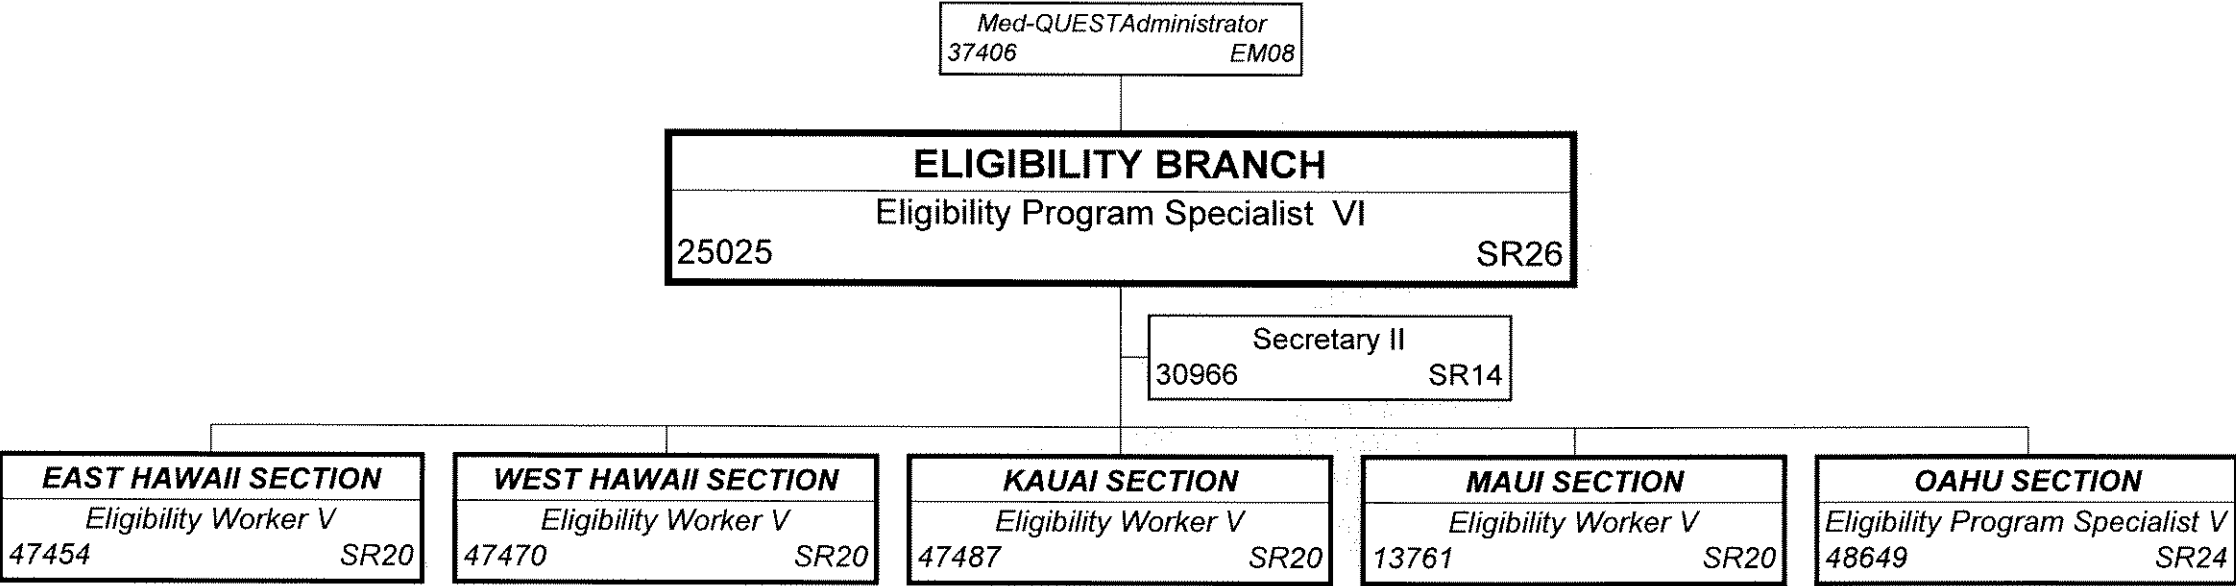 Med-QUESTAdministrator
37406 EM08
ELIGIBILITY BRANCH
Eligibility Program Specialist VI
25025 SR26
Secretary II
30966 SR14
EAST HAWAII SECTION
Eligibility Worker V
47454 SR20
WEST HAWAII SECTION
Eligibility Worker V
47470 SR20
KAUAI SECTION
Eligibility Worker V
47487 SR20
MAUI SECTION
Eligibility Worker V
13761 SR20
OAHU SECTION
Eligibility Program Specialist V
48649 SR24